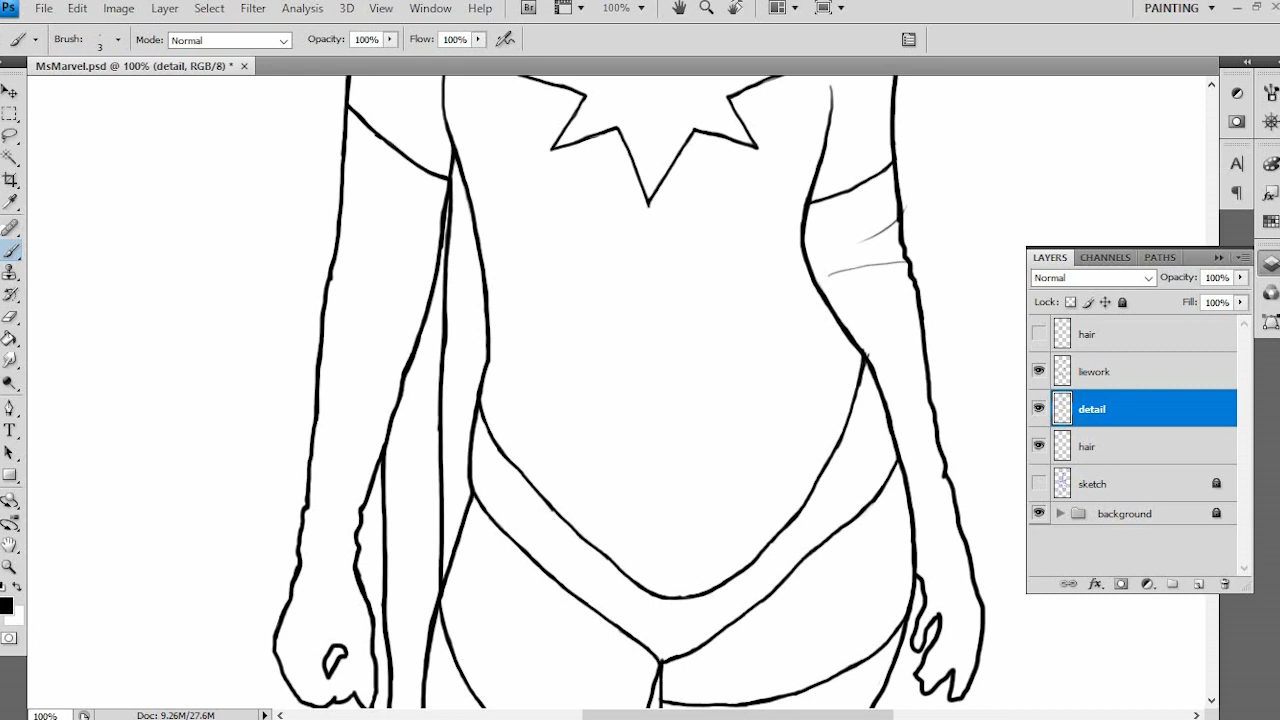 Ps File Edit Image Layer Select Filter Analysis 3D View Window Help Br 100% PAINTING
Brush: 3 Mode: Normal Opacity: 100% Flow: 100%
MsMarvel.psd @ 100% (detail, RGB/8) * ×
LAYERS CHANNELS PATHS
Normal Opacity: 100%
Lock: Fill: 100%
hair
liework
detail
hair
sketch
background
100% Doc: 9.26M/27.6M